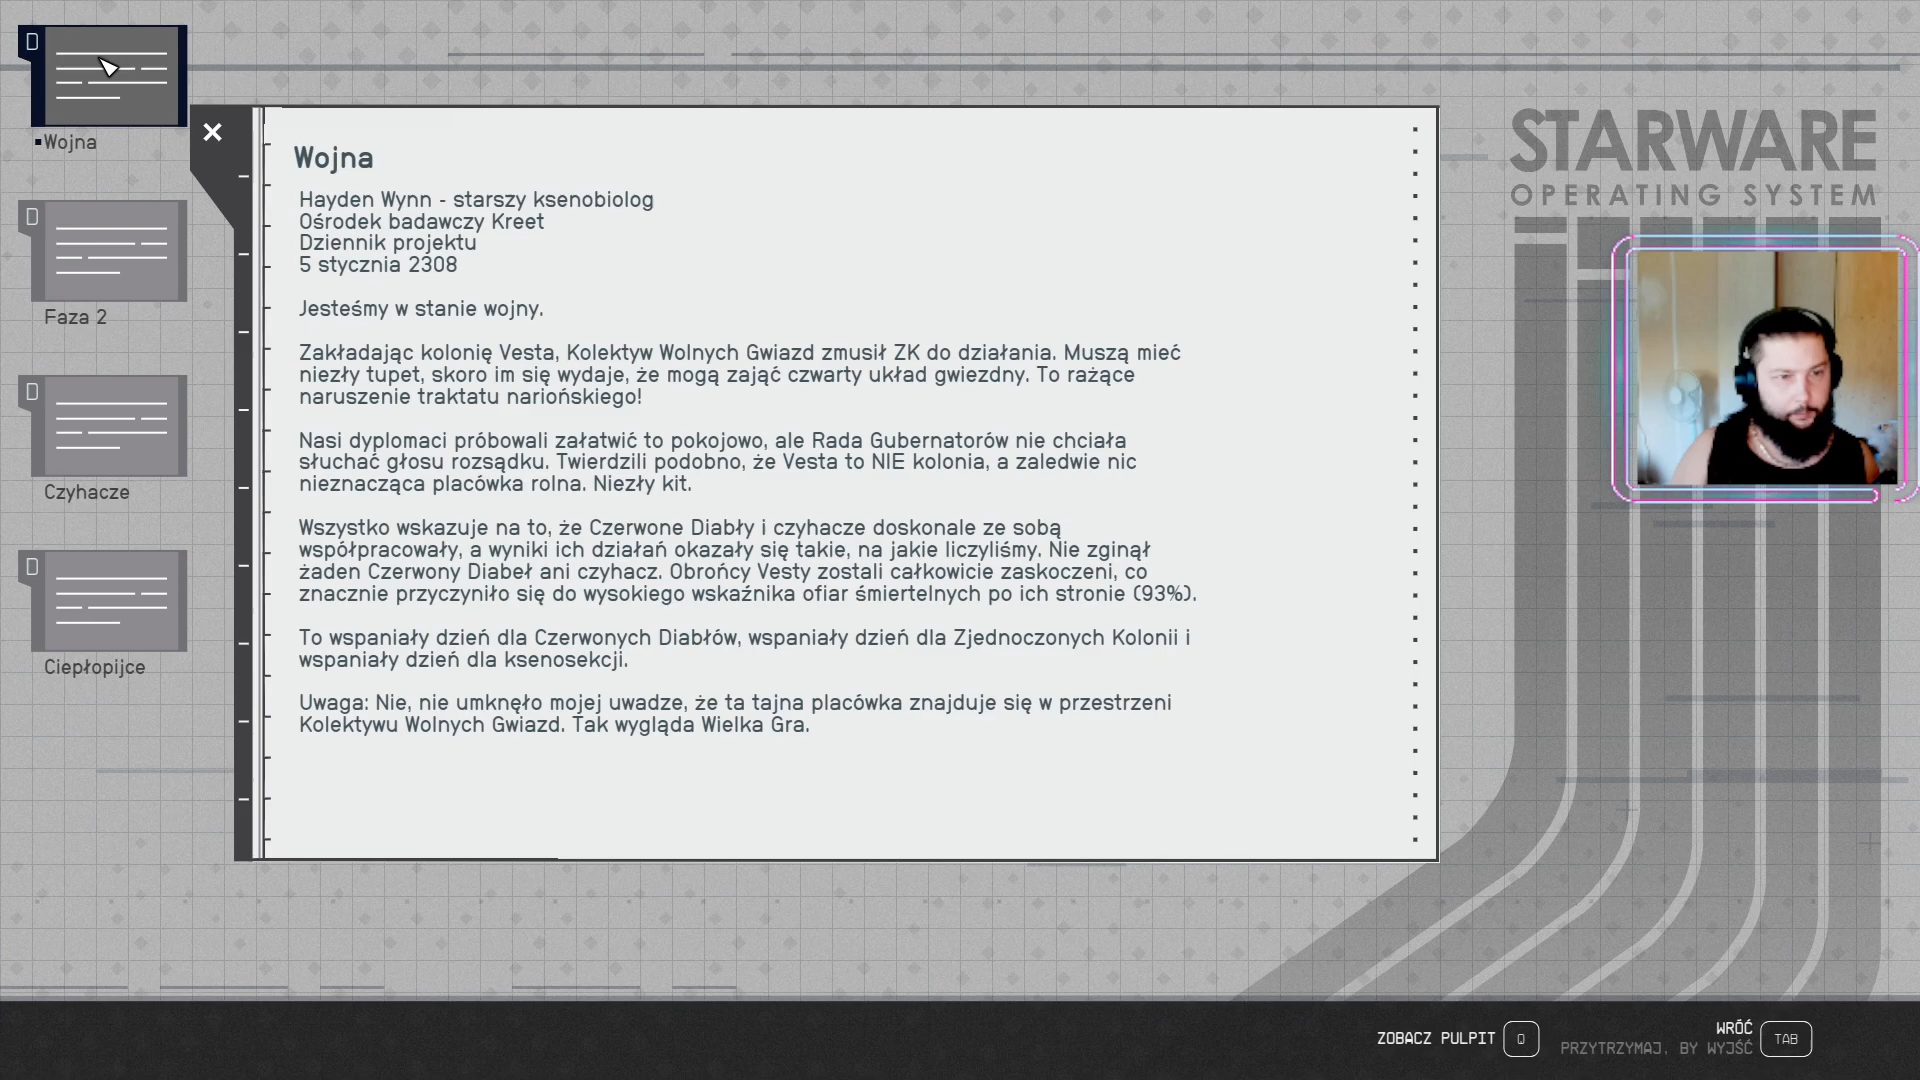 Wojna
Faza 2
Czyhacze
Ciepłopijce
Wojna
Hayden Wynn - starszy ksenobiolog
Ośrodek badawczy Kreet
Dziennik projektu
5 stycznia 2308
Jesteśmy w stanie wojny.
Zakładając kolonię Vesta, Kolektyw Wolnych Gwiazd zmusił ZK do działania. Muszą mieć
niezły tupet, skoro im się wydaje, że mogą zająć czwarty układ gwiezdny. To rażące
naruszenie traktatu nariońskiego!
Nasi dyplomaci próbowali załatwić to pokojowo, ale Rada Gubernatorów nie chciała
słuchać głosu rozsądku. Twierdzili podobno, że Vesta to NIE kolonia, a zaledwie nic
nieznacząca placówka rolna. Niezły kit.
Wszystko wskazuje na to, że Czerwone Diabły i czyhacze doskonale ze sobą
współpracowały, a wyniki ich działań okazały się takie, na jakie liczyliśmy. Nie zginął
żaden Czerwony Diabeł ani czyhacz. Obrońcy Vesty zostali całkowicie zaskoczeni, co
znacznie przyczyniło się do wysokiego wskaźnika ofiar śmiertelnych po ich stronie (93%).
To wspaniały dzień dla Czerwonych Diabłów, wspaniały dzień dla Zjednoczonych Kolonii i
wspaniały dzień dla ksenosekcji.
Uwaga: Nie, nie umknęło mojej uwadze, że ta tajna placówka znajduje się w przestrzeni
Kolektywu Wolnych Gwiazd. Tak wygląda Wielka Gra.
STARWARE
OPERATING SYSTEM
ZOBACZ PULPIT Q
WRÓĆ TAB
PRZYTRZYMAJ, BY WYJŚĆ